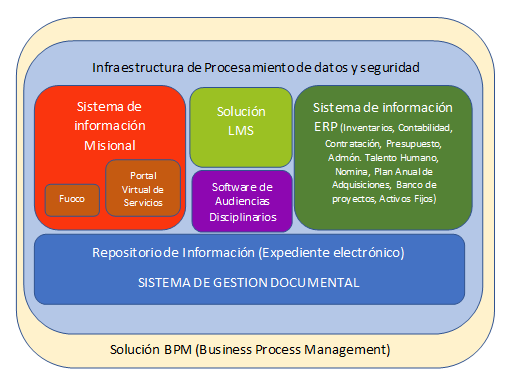 Infraestructura de Procesamiento de datos y seguridad
Sistema de
información
Misional
Fuoco
Portal
Virtual de
Servicios
Solución
LMS
Software de
Audiencias
Disciplinarios
Sistema de información
ERP (Inventarios, Contabilidad,
Contratación, Presupuesto,
Admón. Talento Humano,
Nomina, Plan Anual de
Adquisiciones, Banco de
proyectos, Activos Fijos)
Repositorio de Información (Expediente electrónico)
SISTEMA DE GESTION DOCUMENTAL
Solución BPM (Business Process Management)